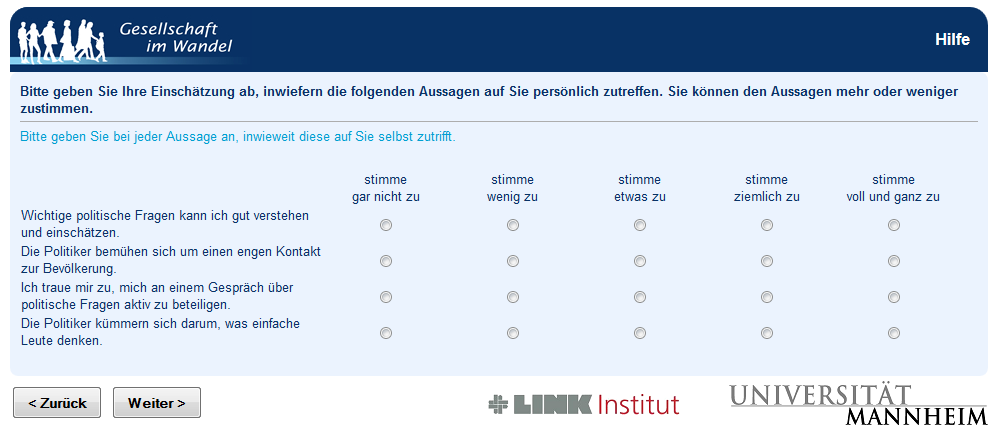 Gesellschaft
im Wandel
Hilfe
Bitte geben Sie Ihre Einschätzung ab, inwiefern die folgenden Aussagen auf Sie persönlich zutreffen. Sie können den Aussagen mehr oder weniger
zustimmen.
Bitte geben Sie bei jeder Aussage an, inwieweit diese auf Sie selbst zutrifft.
stimme stimme stimme stimme stimme
gar nicht zu wenig zu etwas zu ziemlich zu voll und ganz zu
Wichtige politische Fragen kann ich gut verstehen
und einschätzen.
Die Politiker bemühen sich um einen engen Kontakt
zur Bevölkerung.
Ich traue mir zu, mich an einem Gespräch über
politische Fragen aktiv zu beteiligen.
Die Politiker kümmern sich darum, was einfache
Leute denken.
< Zurück Weiter >
LINK Institut
UNIVERSITÄT
MANNHEIM